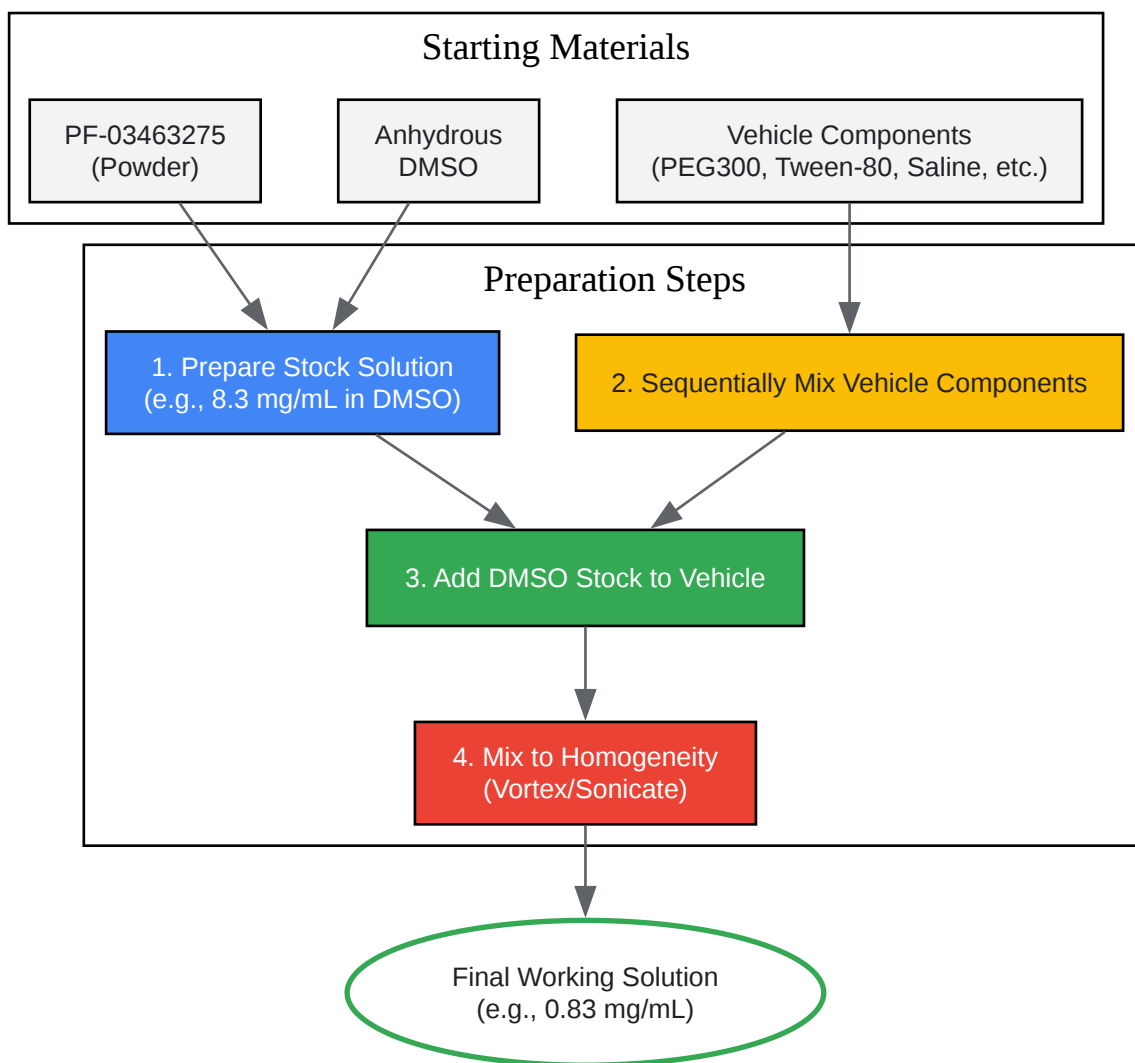 Starting Materials
PF-03463275
(Powder)
Anhydrous
DMSO
Vehicle Components
(PEG300, Tween-80, Saline, etc.)
Preparation Steps
1. Prepare Stock Solution
(e.g., 8.3 mg/mL in DMSO)
2. Sequentially Mix Vehicle Components
3. Add DMSO Stock to Vehicle
4. Mix to Homogeneity
(Vortex/Sonicate)
Final Working Solution
(e.g., 0.83 mg/mL)